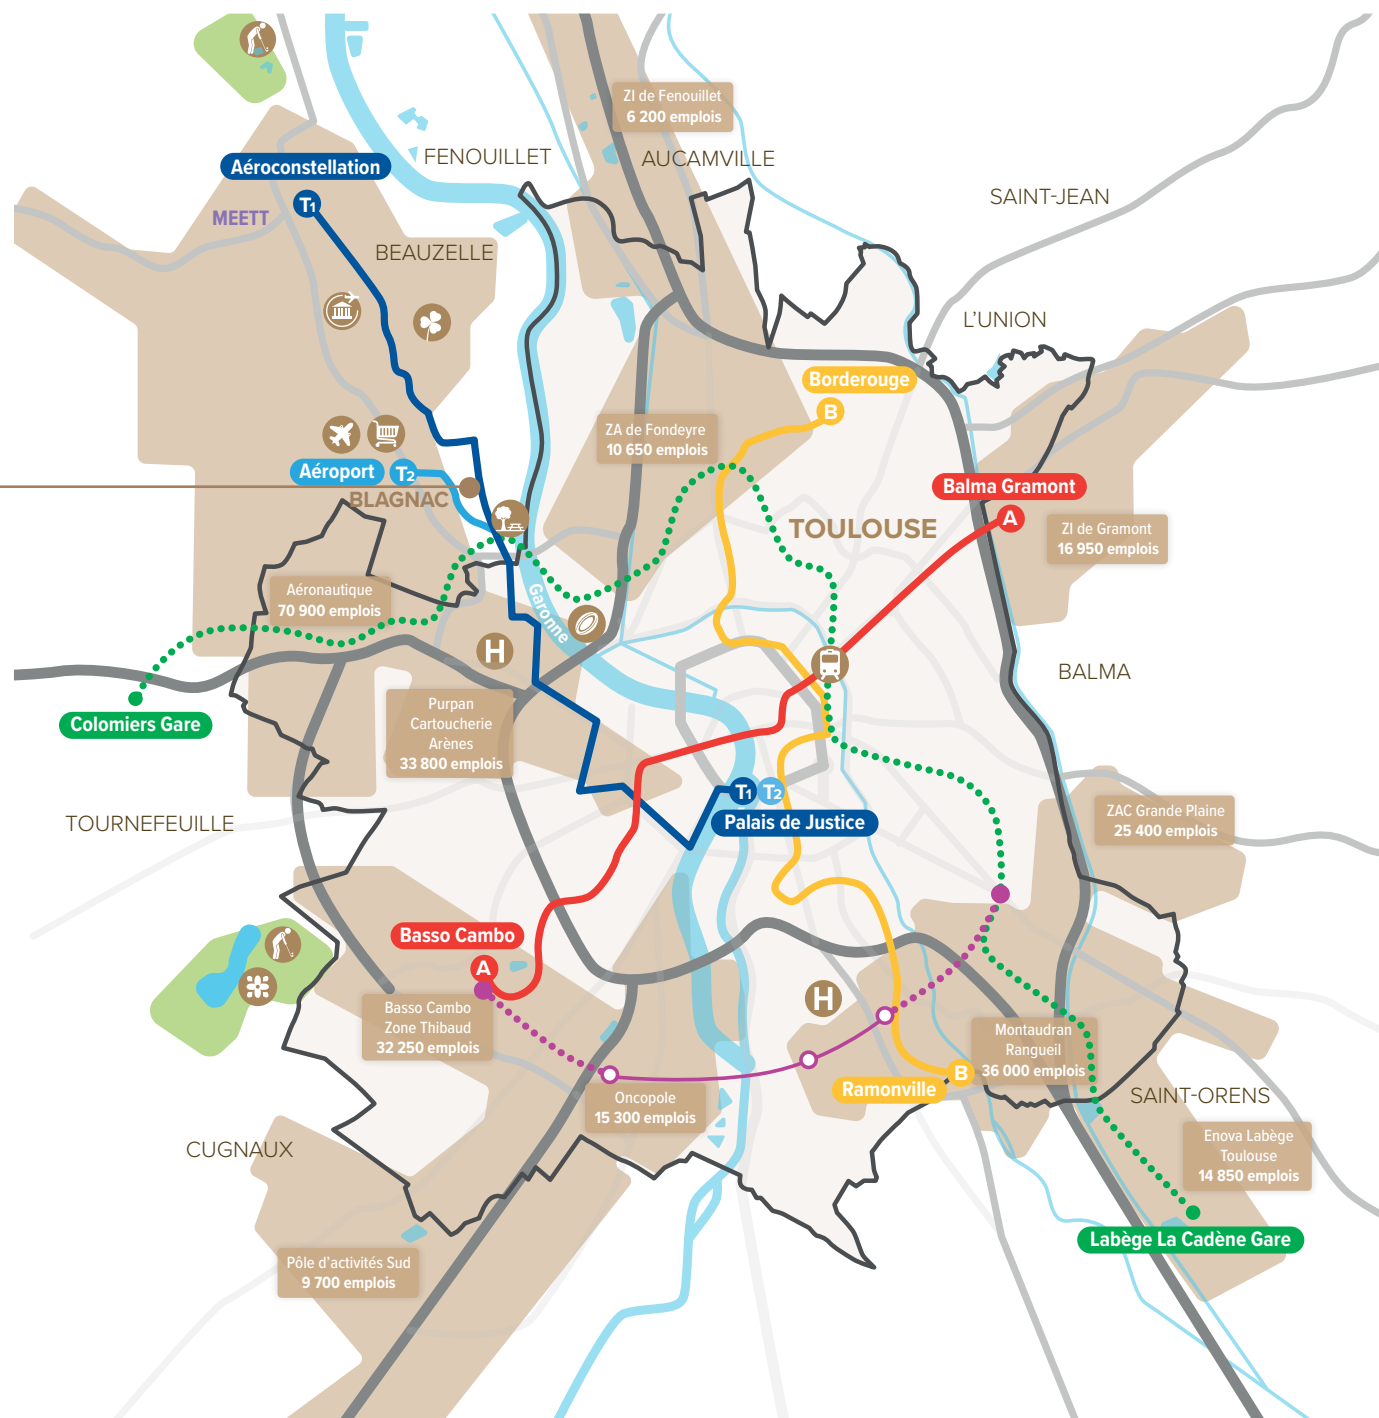 ZI de Fenouillet
6 200 emplois
FENOUILLET
AUCAMVILLE
Aéroconstellation
T1
MEETT
SAINT-JEAN
BEAUZELLE
L'UNION
Borderouge
B
ZA de Fondeyre
10 650 emplois
Aéroport
T2
BLAGNAC
Balma Gramont
A
TOULOUSE
ZI de Gramont
16 950 emplois
Aéronautique
70 900 emplois
Garonne
H
BALMA
Colomiers Gare
Purpan
Cartoucherie
Arènes
33 800 emplois
T1
T2
Palais de Justice
TOURNEFEUILLE
ZAC Grande Plaine
25 400 emplois
Basso Cambo
A
H
Basso Cambo
Zone Thibaud
32 250 emplois
Montaudran
Rangueil
36 000 emplois
B
Ramonville
Oncopole
15 300 emplois
SAINT-ORENS
CUGNAUX
Enova Labège
Toulouse
14 850 emplois
Labège La Cadène Gare
Pôle d'activités Sud
9 700 emplois